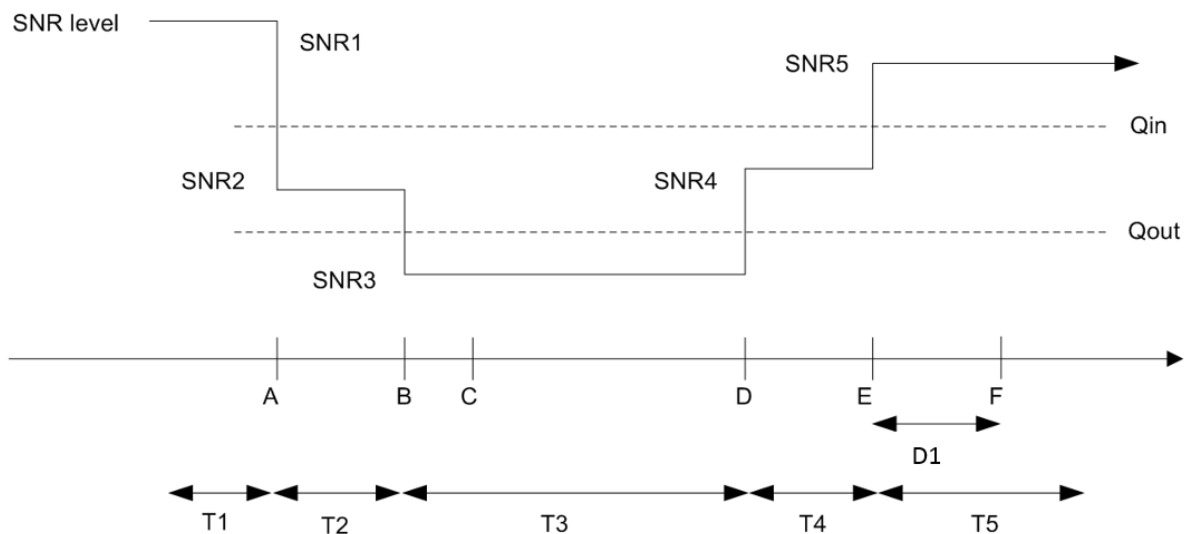 SNR level
SNR1
SNR5
Qin
SNR2
SNR4
Qout
SNR3
A
B
C
D
E
F
D1
T1
T2
T3
T4
T5